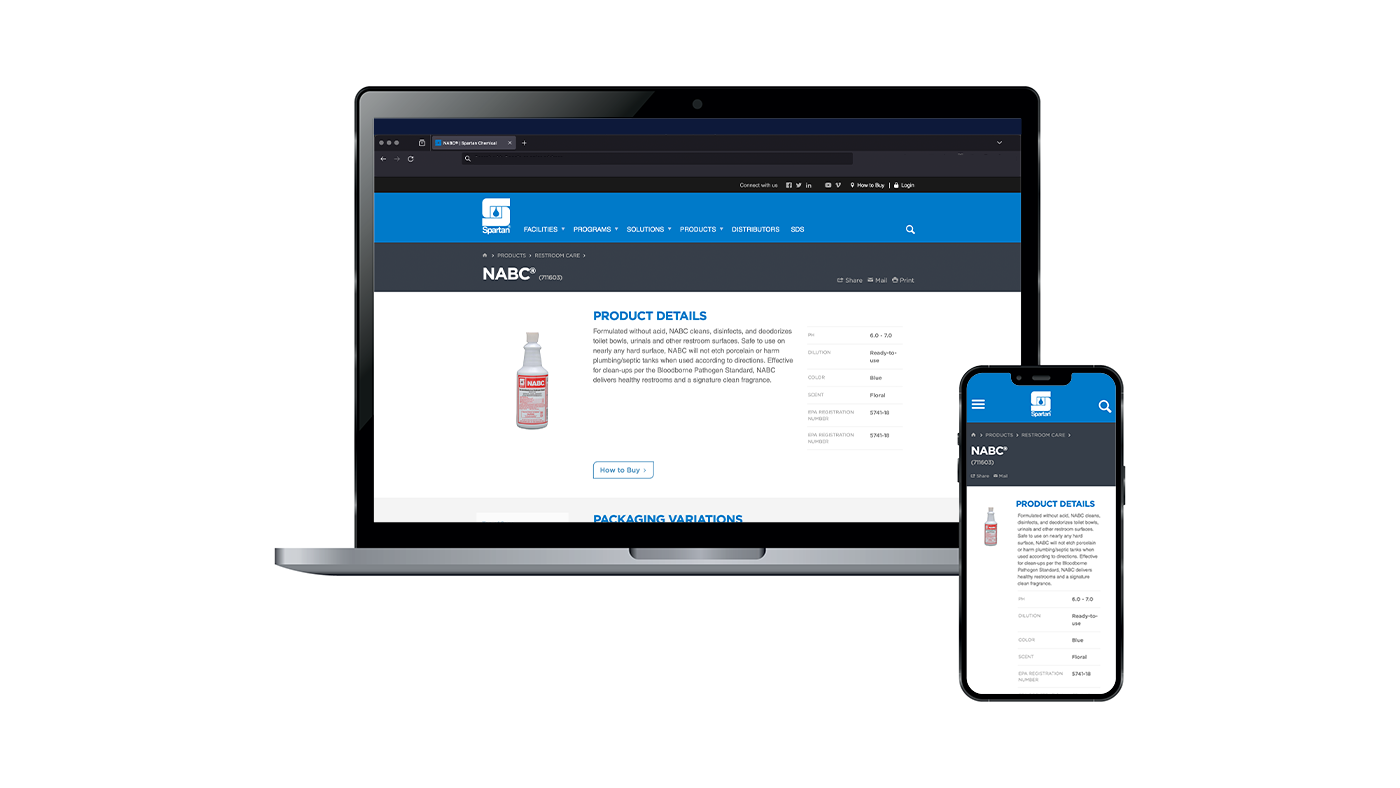 NABC® | Spartan Chemical
Connect with us
How to Buy | Login
Spartan
FACILITIES PROGRAMS SOLUTIONS PRODUCTS DISTRIBUTORS SDS
> PRODUCTS > RESTROOM CARE >
NABC® (711603)
Share Mail Print
PRODUCT DETAILS
Formulated without acid, NABC cleans, disinfects, and deodorizes
toilet bowls, urinals and other restroom surfaces. Safe to use on
nearly any hard surface, NABC will not etch porcelain or harm
plumbing/septic tanks when used according to directions. Effective
for clean-ups per the Bloodborne Pathogen Standard, NABC
delivers healthy restrooms and a signature clean fragrance.
NABC
PH 6.0 - 7.0
DILUTION Ready-to-
use
COLOR Blue
SCENT Floral
EPA REGISTRATION 5741-18
NUMBER
EPA REGISTRATION 5741-18
NUMBER
How to Buy >
PACKAGING VARIATIONS
Spartan
> PRODUCTS > RESTROOM CARE >
NABC®
(711603)
Share Mail
PRODUCT DETAILS
Formulated without acid, NABC cleans,
disinfects, and deodorizes toilet bowls,
urinals and other restroom surfaces.
Safe to use on nearly any hard
surface, NABC will not etch porcelain
or harm plumbing/septic tanks when
used according to directions. Effective
for clean-ups per the Bloodborne
Pathogen Standard, NABC delivers
healthy restrooms and a signature
clean fragrance.
PH 6.0 - 7.0
DILUTION Ready-to-
use
COLOR Blue
SCENT Floral
EPA REGISTRATION 5741-18
NUMBER